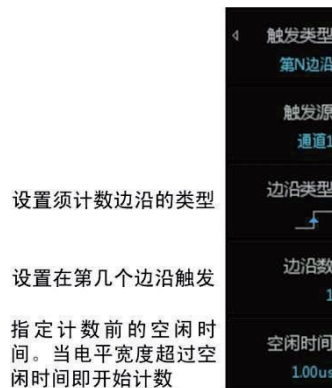 触发类型
第N边沿
触发源
通道1
设置须计数边沿的类型
边沿类型
设置在第几个边沿触发
边沿数
1
指定计数前的空闲时
间。当电平宽度超过空
闲时间即开始计数
空闲时间
1.00us